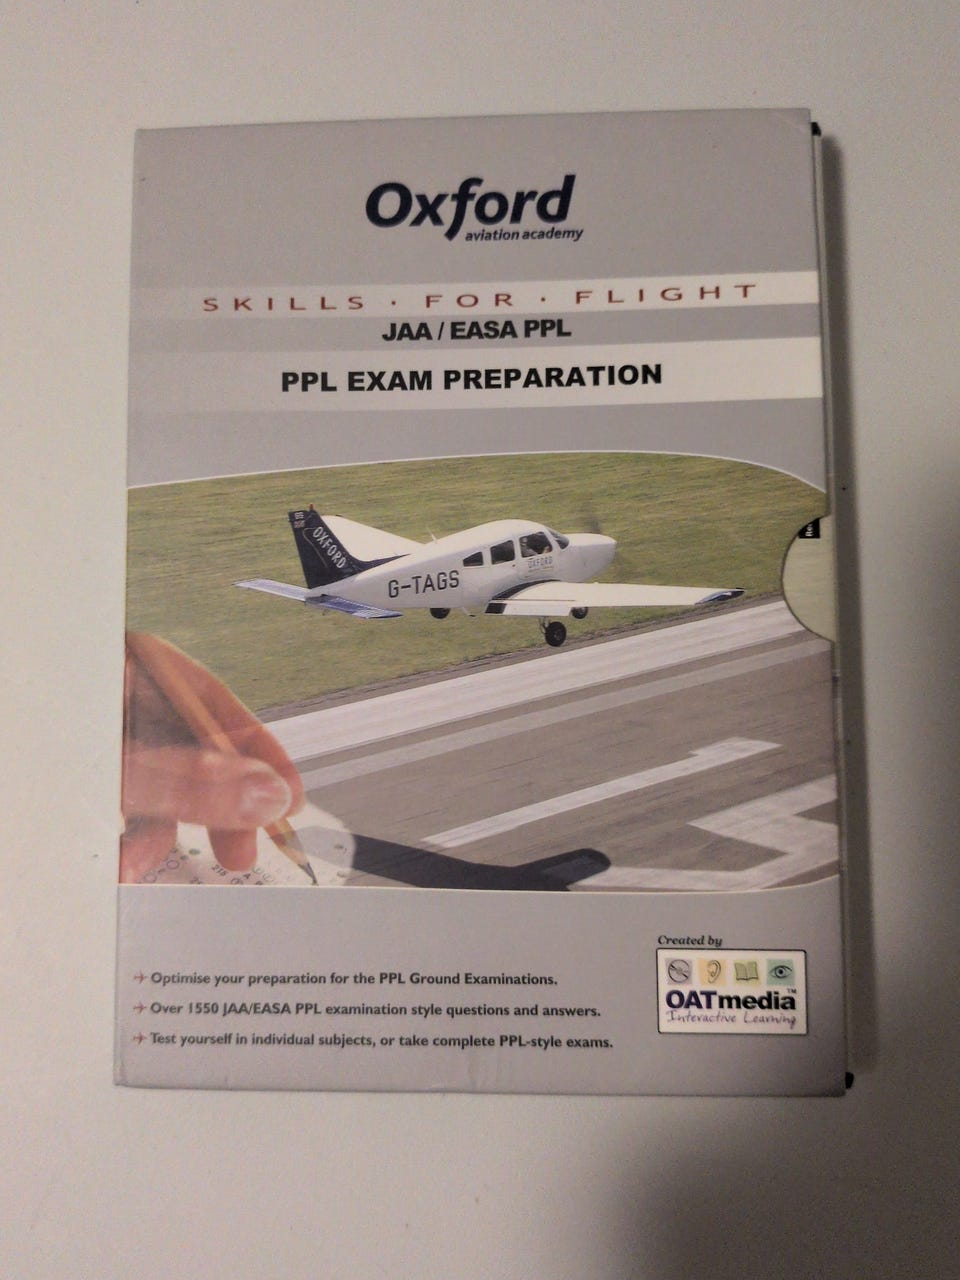 Oxford
aviation academy
SKILLS · FOR · FLIGHT
JAA / EASA PPL
PPL EXAM PREPARATION
OXFORD
G-TAGS
OXFORD
Created by
OATmedia™
Interactive Learning
Optimise your preparation for the PPL Ground Examinations.
Over 1550 JAA/EASA PPL examination style questions and answers.
Test yourself in individual subjects, or take complete PPL-style exams.